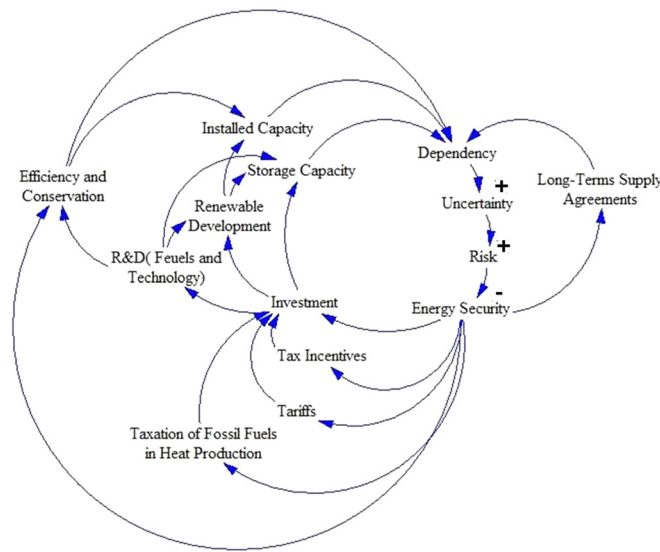 Installed Capacity
Dependency
Storage Capacity
Efficiency and
Conservation
Long-Terms Supply
Agreements
+
Uncertainty
Renewable
Development
R&D( Feuels and
Technology)
+
Risk
-
Investment
Energy Security
Tax Incentives
Tariffs
Taxation of Fossil Fuels
in Heat Production